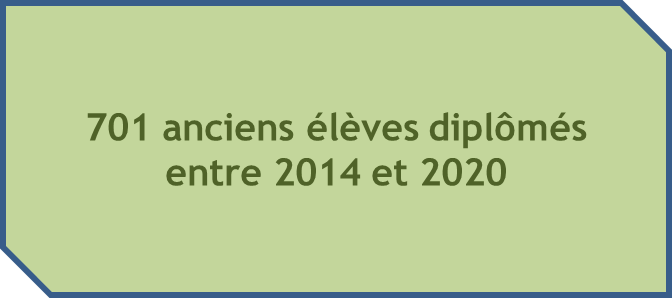 701 anciens élèves diplômés
entre 2014 et 2020